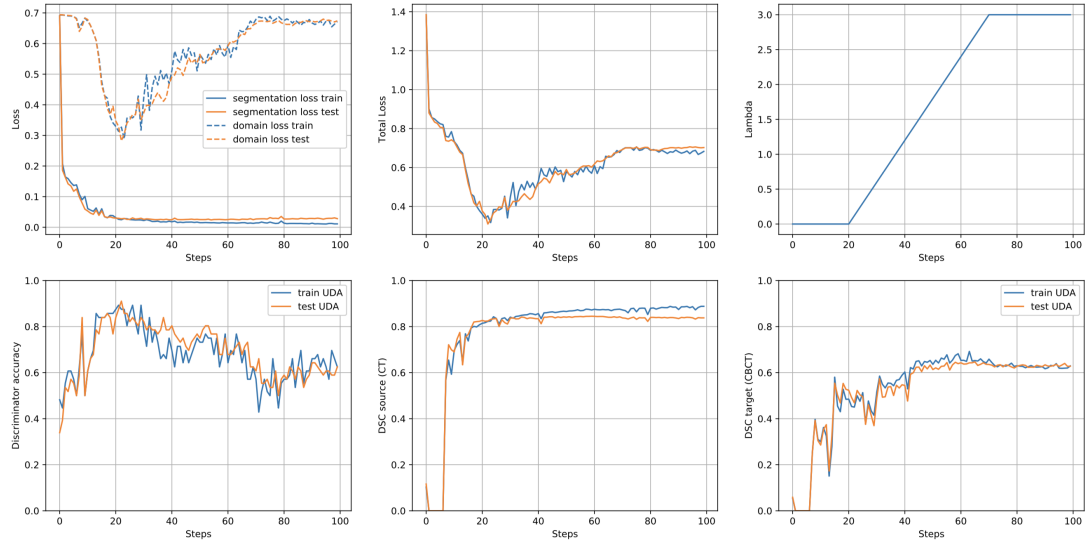 0.7
0.6
0.5
0.4
0.3
0.2
0.1
0.0
Loss
segmentation loss train
segmentation loss test
domain loss train
domain loss test
0 20 40 60 80 100
Steps
1.4
1.2
1.0
0.8
0.6
0.4
Total Loss
0 20 40 60 80 100
Steps
3.0
2.5
2.0
1.5
1.0
0.5
0.0
Lambda
0 20 40 60 80 100
Steps
1.0
0.8
0.6
0.4
0.2
0.0
Discriminator accuracy
train UDA
test UDA
0 20 40 60 80 100
Steps
1.0
0.8
0.6
0.4
0.2
0.0
DSC source (CT)
0 20 40 60 80 100
Steps
1.0
0.8
0.6
0.4
0.2
0.0
DSC target (CBCT)
train UDA
test UDA
0 20 40 60 80 100
Steps